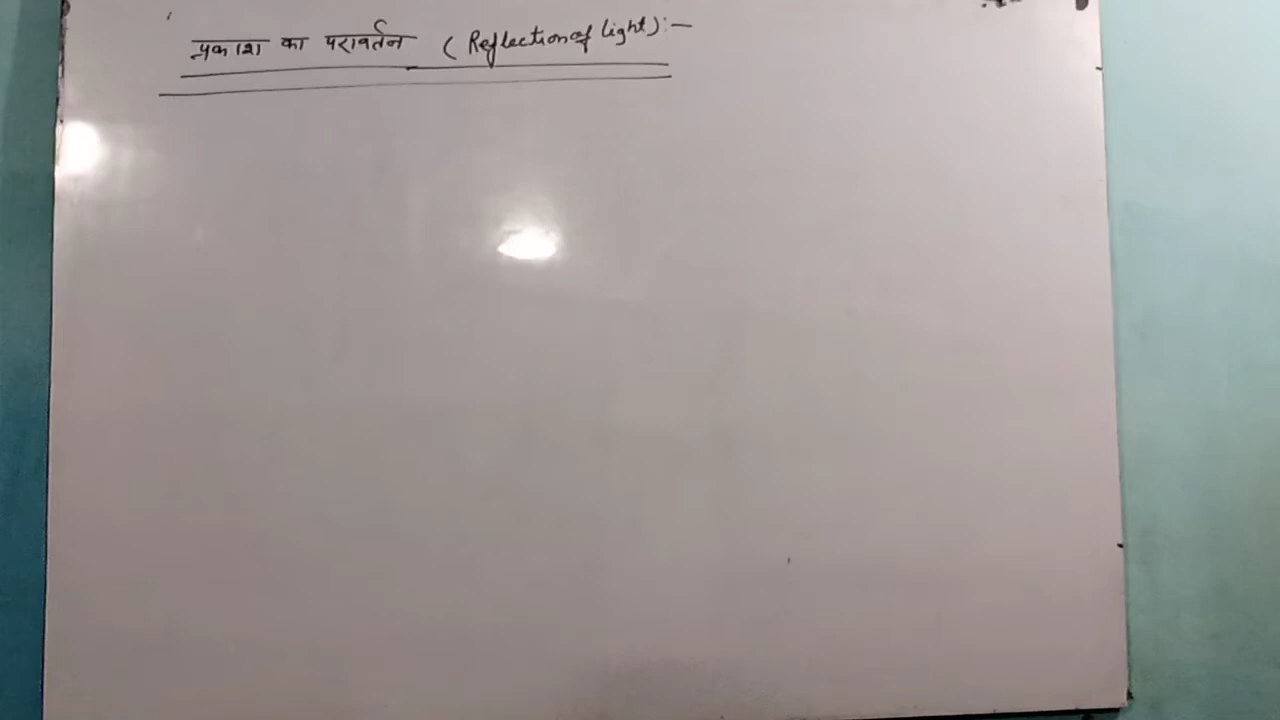 प्रकाश का परावर्तन (Reflection of light):-